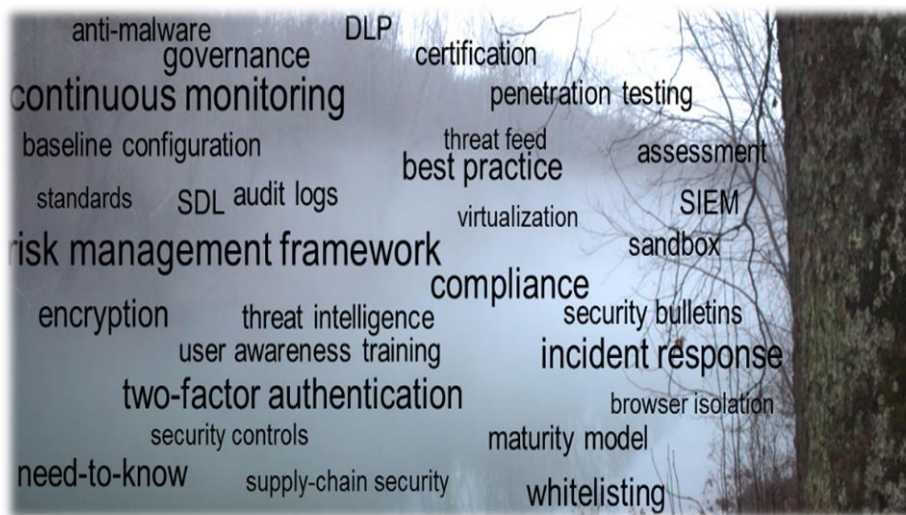 anti-malware
DLP
governance
certification
continuous monitoring
penetration testing
baseline configuration
threat feed
best practice
assessment
standards
SDL
audit logs
virtualization
SIEM
risk management framework
sandbox
compliance
encryption
threat intelligence
security bulletins
user awareness training
incident response
two-factor authentication
browser isolation
security controls
maturity model
need-to-know
supply-chain security
whitelisting